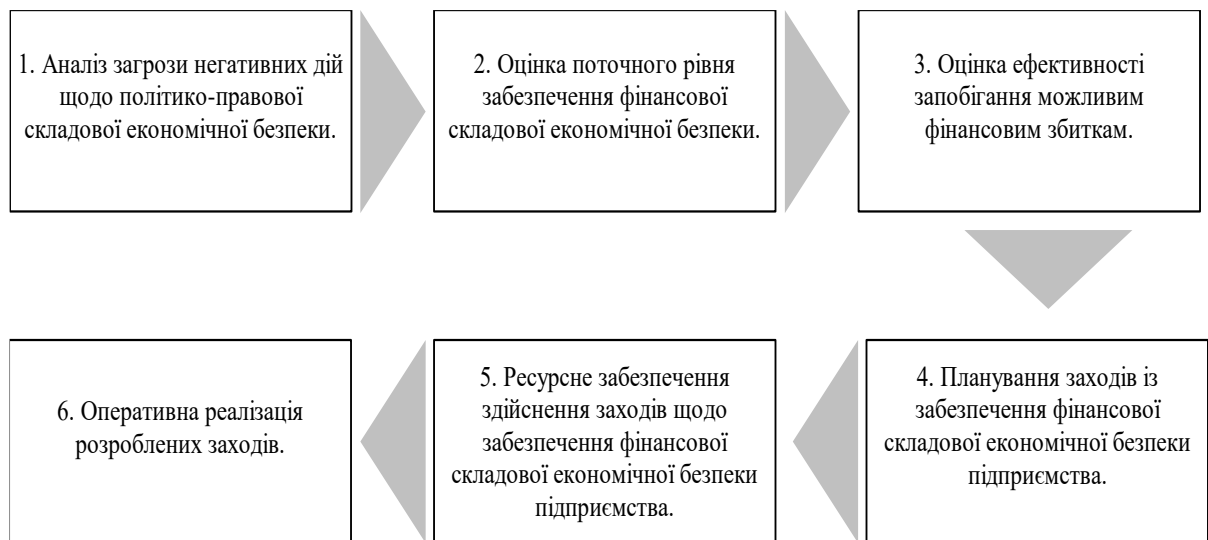 1. Аналіз загрози негативних дій
щодо політико-правової
складової економічної безпеки.
2. Оцінка поточного рівня
забезпечення фінансової
складової економічної безпеки.
3. Оцінка ефективності
запобігання можливим
фінансовим збиткам.
4. Планування заходів із
забезпечення фінансової
складової економічної безпеки
підприємства.
5. Ресурсне забезпечення
здійснення заходів щодо
забезпечення фінансової
складової економічної безпеки
підприємства.
6. Оперативна реалізація
розроблених заходів.